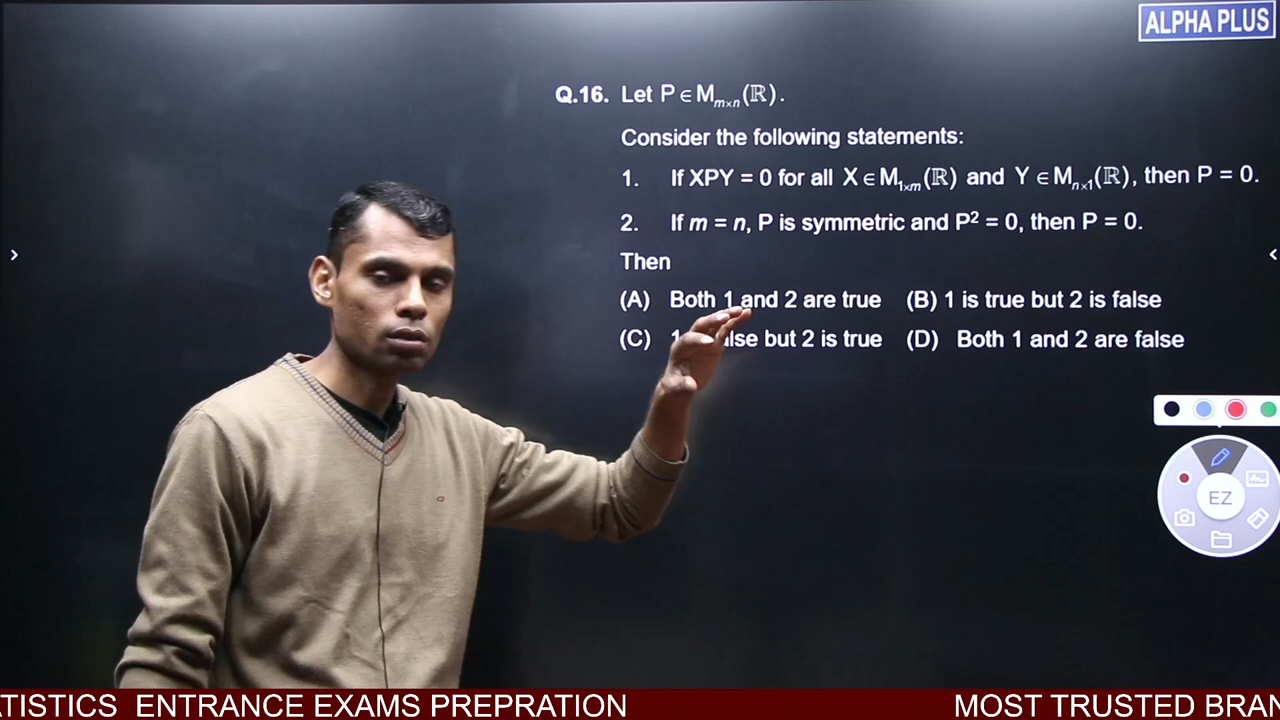 ALPHA PLUS
Q.16. Let P ∈ M_{m×n}(ℝ).
Consider the following statements:
1. If XPY = 0 for all X ∈ M_{1×m}(ℝ) and Y ∈ M_{n×1}(ℝ), then P = 0.
2. If m = n, P is symmetric and P² = 0, then P = 0.
Then
(A) Both 1 and 2 are true (B) 1 is true but 2 is false
(C) 1 but 2 is true (D) Both 1 and 2 are false
EZ
ENTRANCE EXAMS PREPRATION MOST TRUSTED